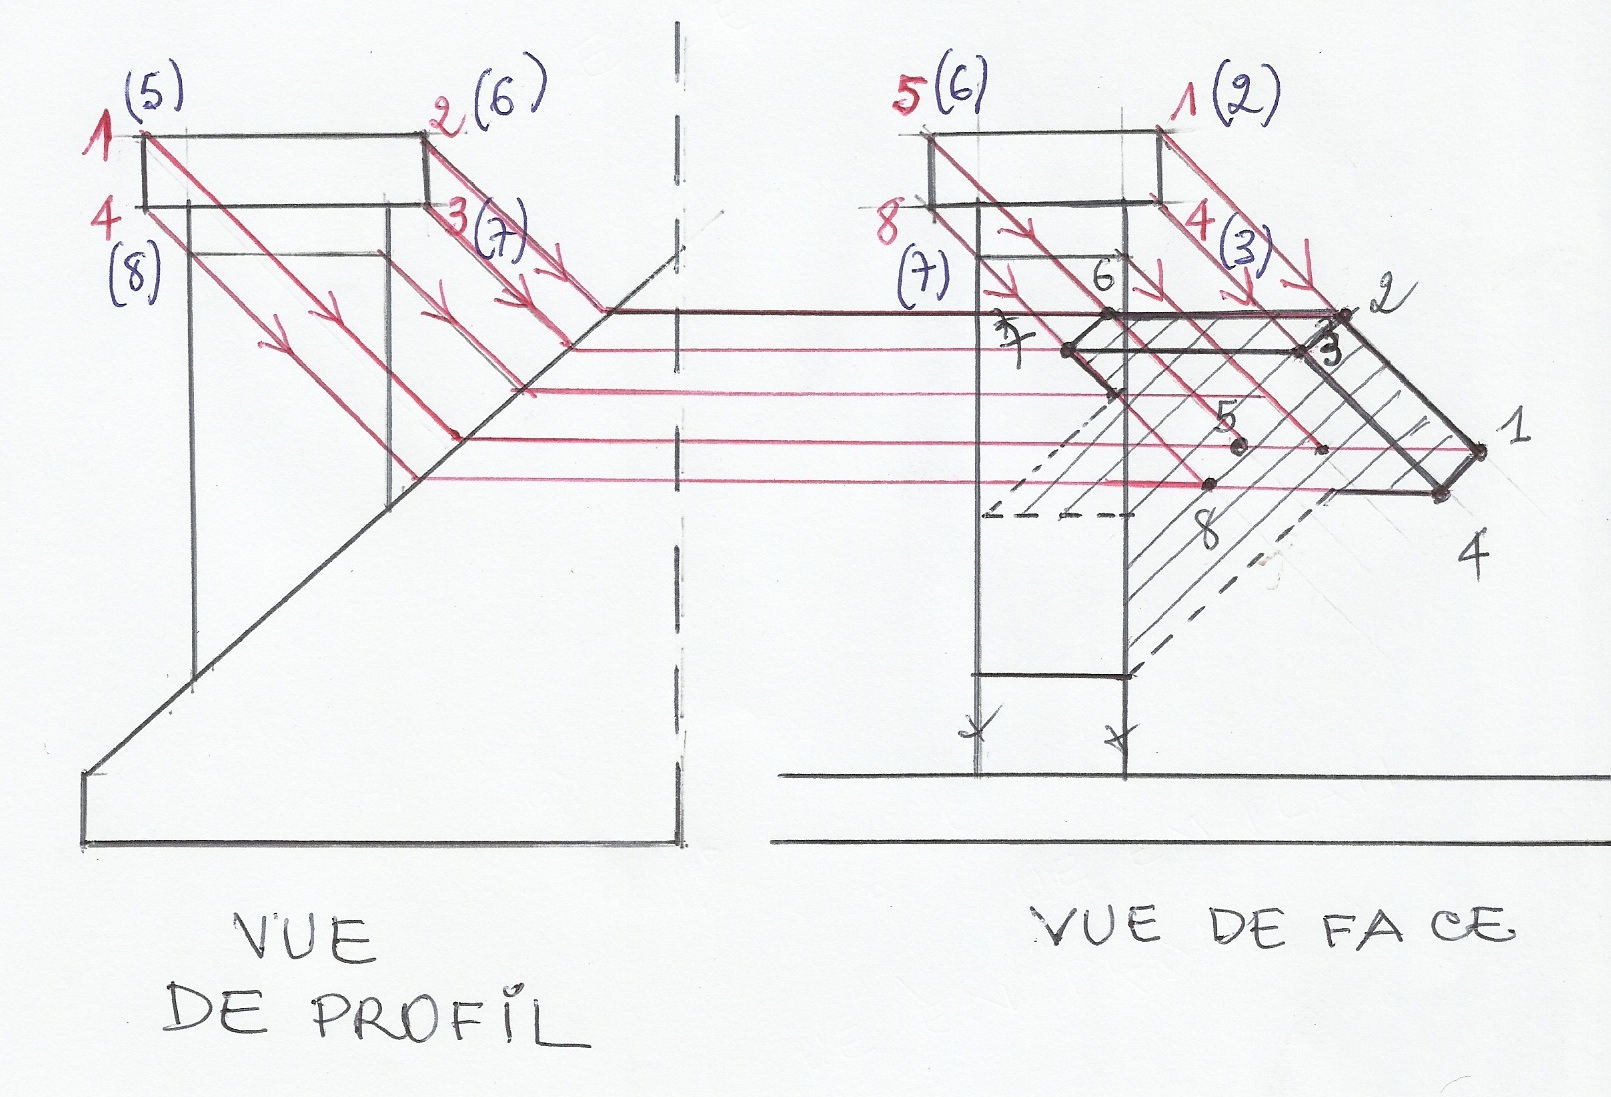 1 (5) 2 (6)
4 (8) 3 (7)
5 (6) 1 (2)
8 (7) 4 (3)
6 2
7 3
5 1
8 4
VUE
DE PROFIL
VUE DE FACE